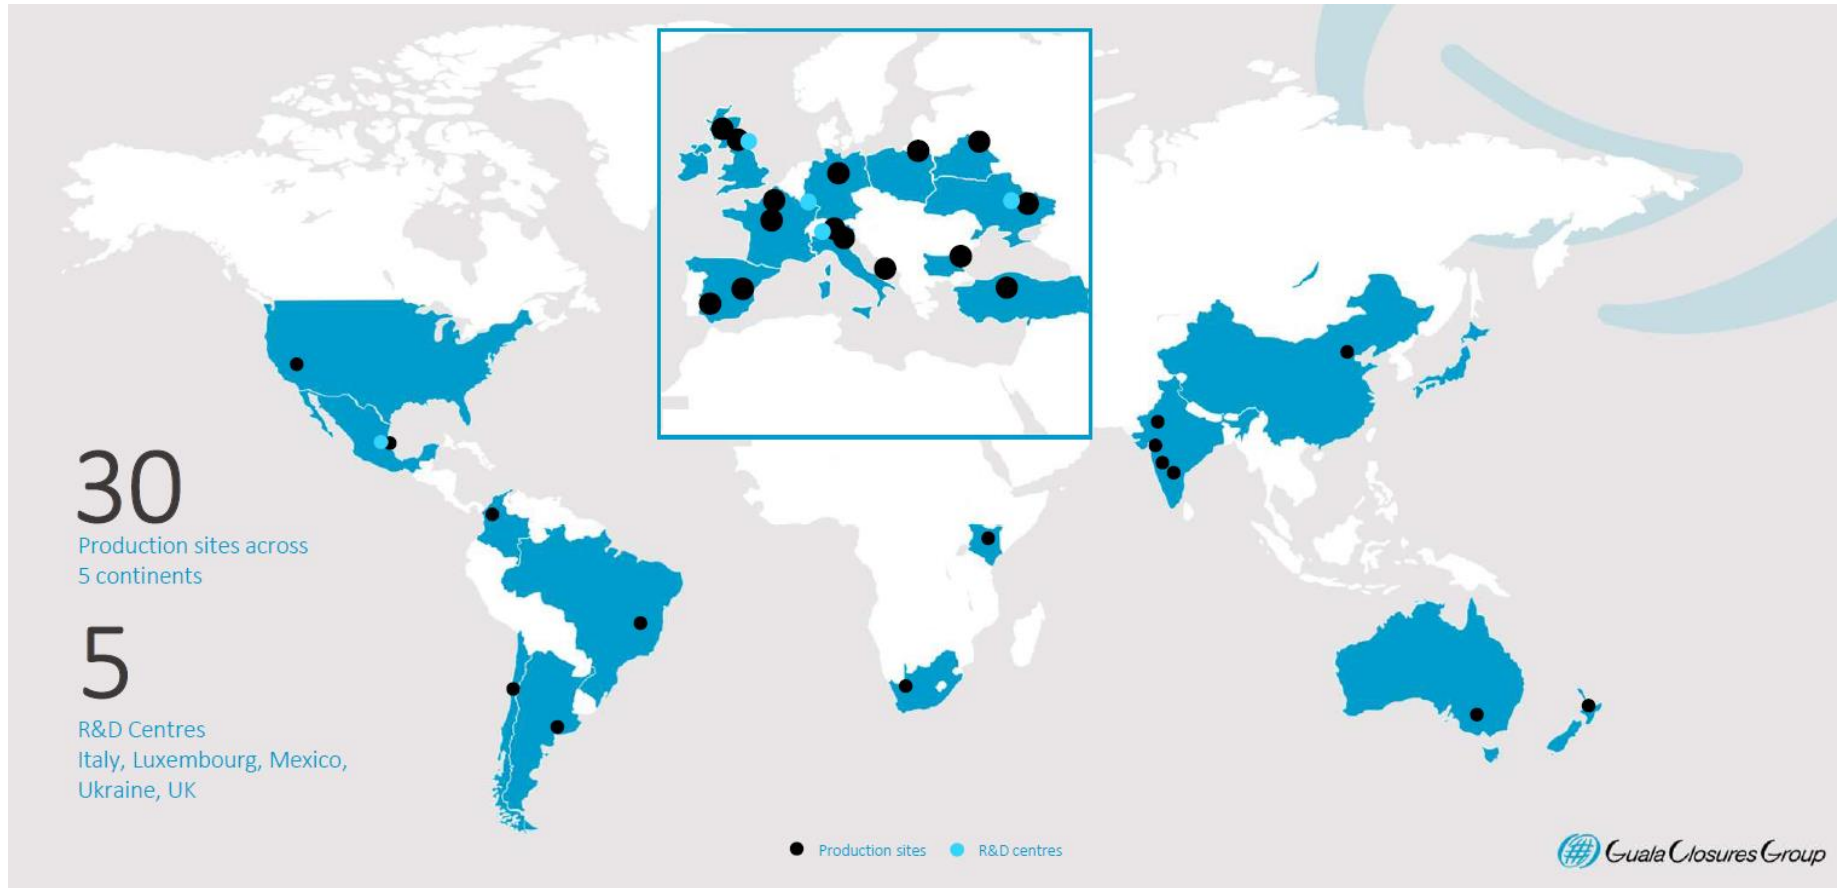 30
Production sites across
5 continents
5
R&D Centres
Italy, Luxembourg, Mexico,
Ukraine, UK
Production sites
R&D centres
Guala Closures Group